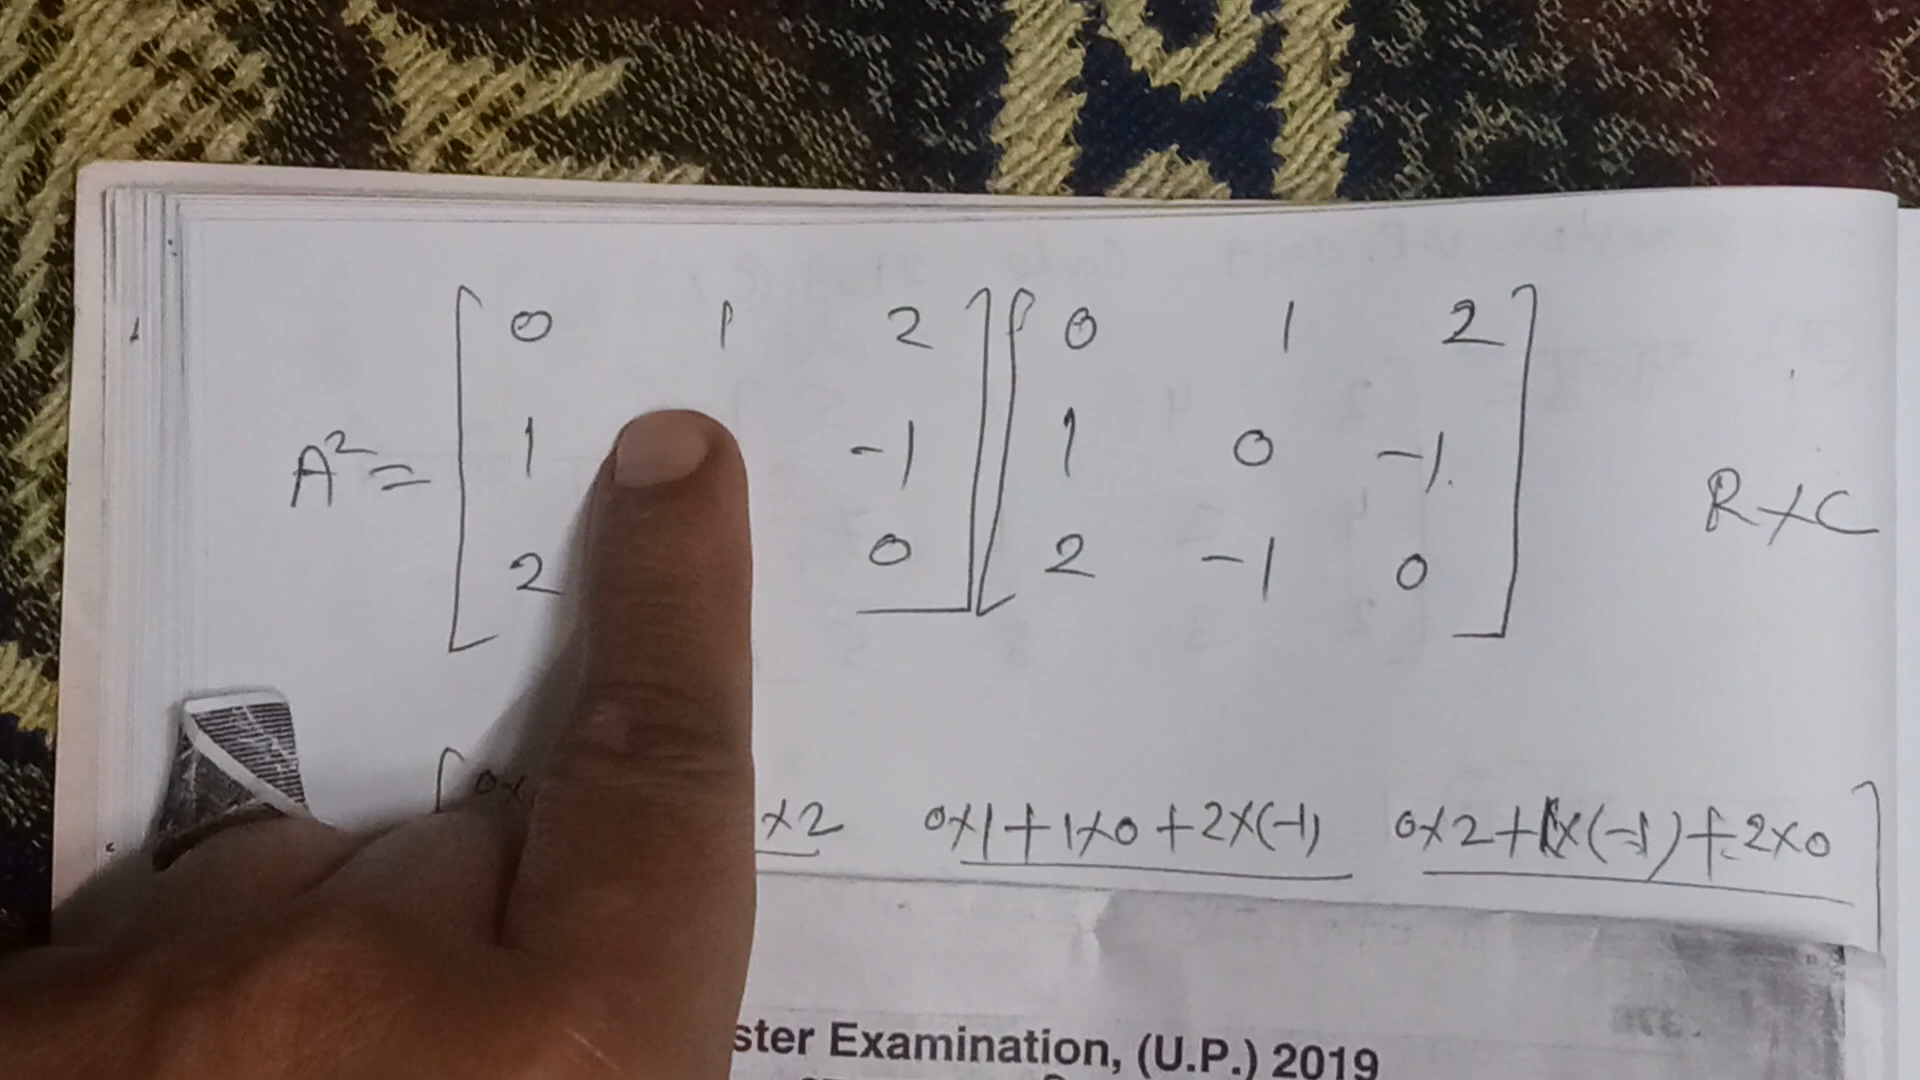 0 1 2 0 1 2
A²= 1 -1 1 0 -1 R×C
2 0 2 -1 0
0× ×2 0×1+1×0+2×(-1) 0×2+1×(-1)+2×0
ster Examination, (U.P.) 2019